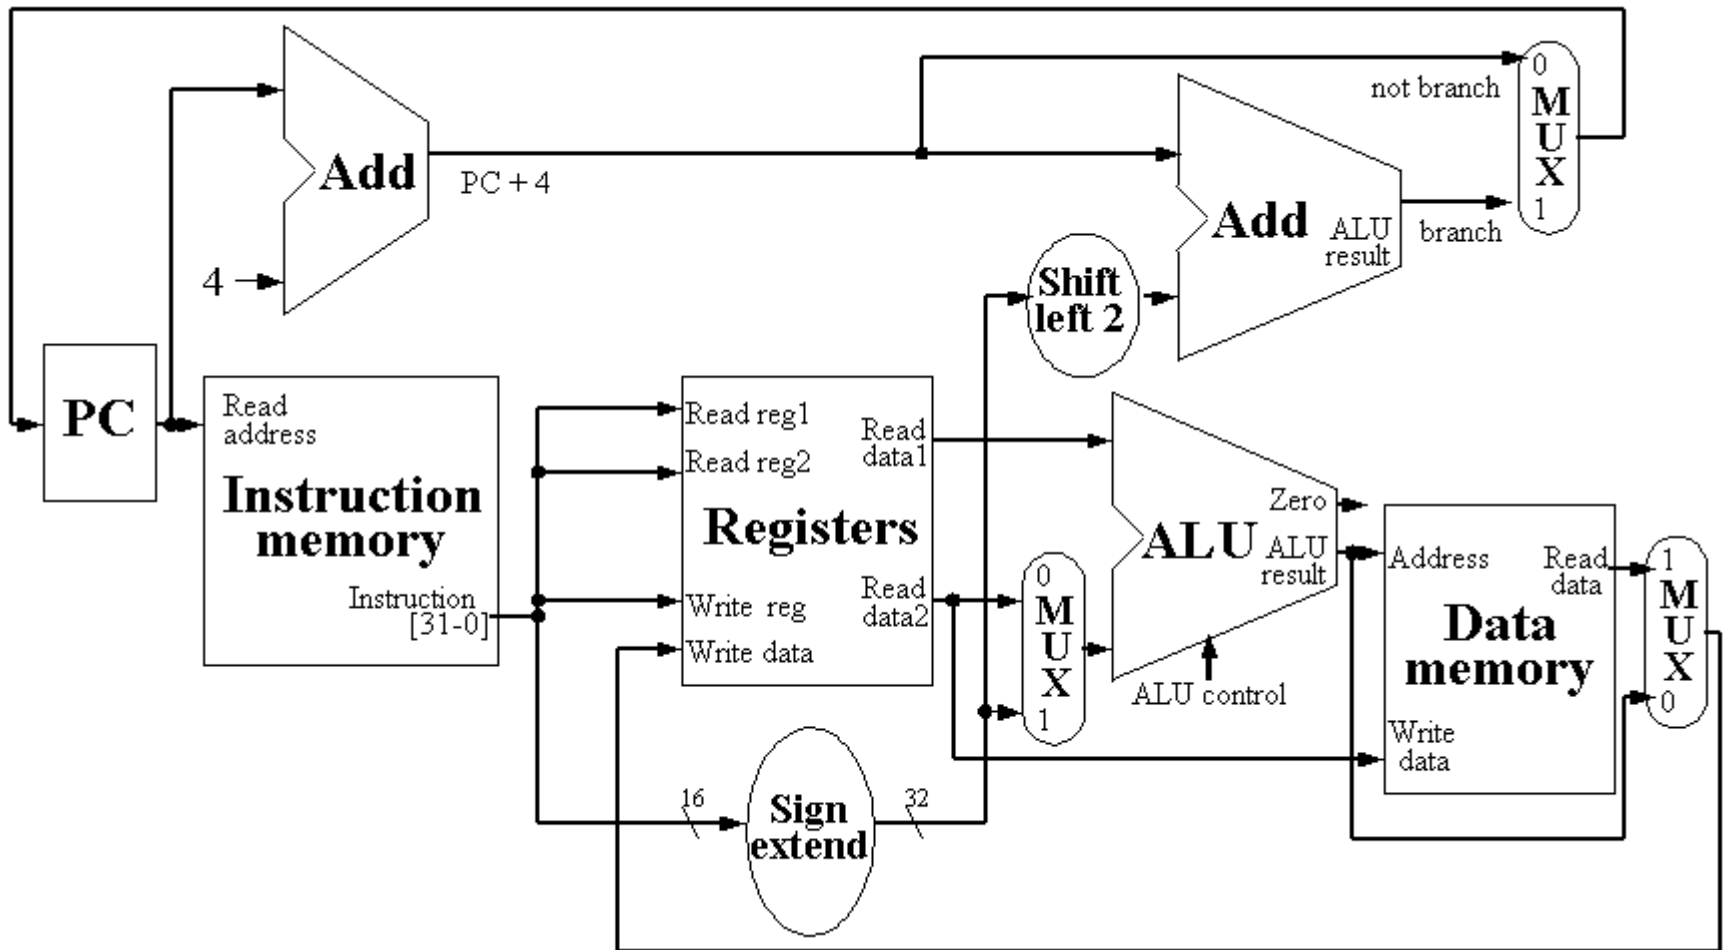 0
not branch
M
U
X
1
Add
PC + 4
Add
ALU
result
branch
4
Shift
left 2
PC
Read
address
Instruction
memory
Instruction
[31-0]
Read reg1
Read reg2
Registers
Write reg
Write data
Read
data1
Read
data2
0
M
U
X
1
Zero
ALU
ALU
result
ALU control
Address
Read
data
Data
memory
Write
data
1
M
U
X
0
16
Sign
extend
32